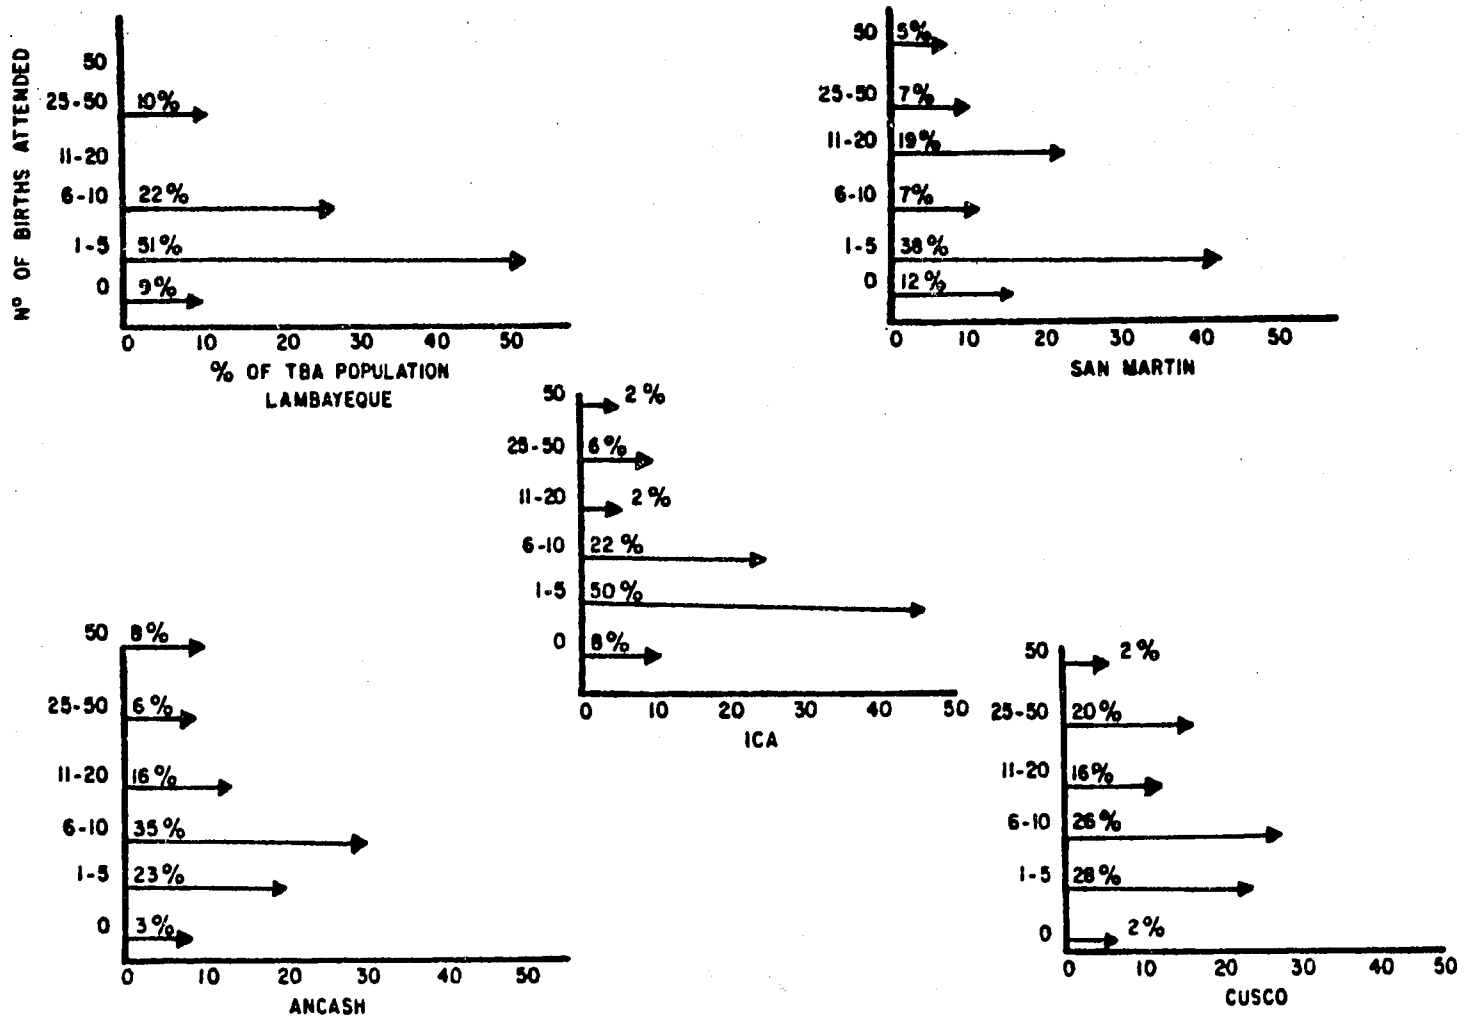 N° OF BIRTHS ATTENDED
50
25-50 10%
11-20
6-10 22%
1-5 51%
0 9%
0 10 20 30 40 50
% OF TBA POPULATION
LAMBAYEQUE
50 5%
25-50 7%
11-20 19%
6-10 7%
1-5 38%
0 12%
0 10 20 30 40 50
SAN MARTIN
50 2%
25-50 6%
11-20 2%
6-10 22%
1-5 50%
0 8%
0 10 20 30 40 50
ICA
50 8%
25-50 6%
11-20 16%
6-10 35%
1-5 23%
0 3%
0 10 20 30 40 50
ANCASH
50 2%
25-50 20%
11-20 16%
6-10 26%
1-5 28%
0 2%
0 10 20 30 40 50
CUSCO